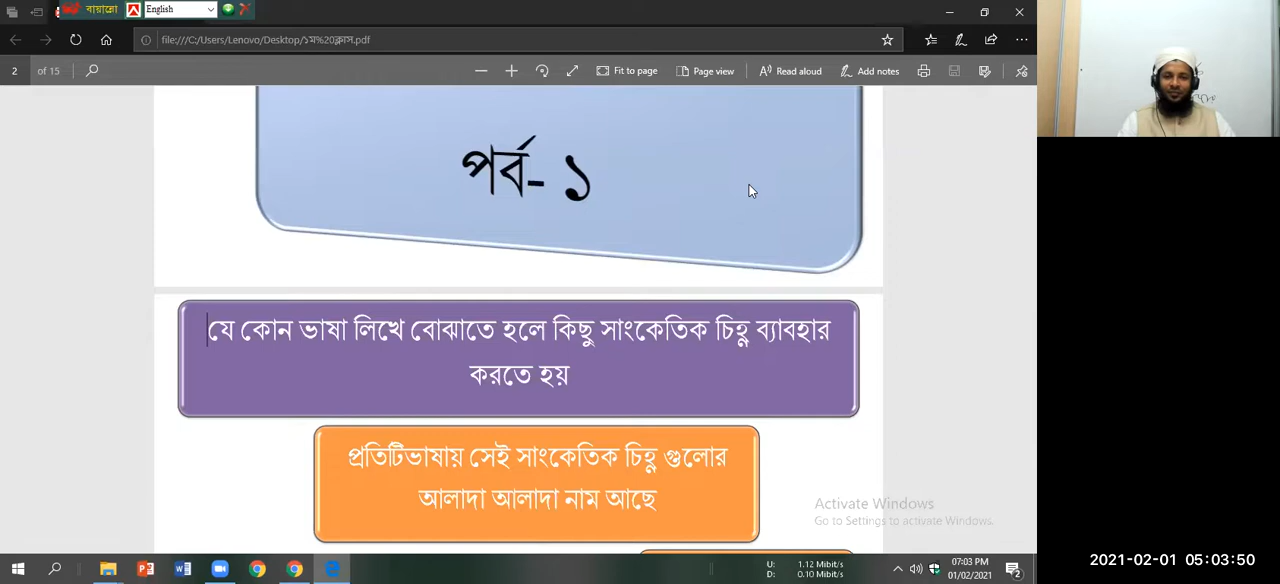 বায়ান্নো English
file:///C:/Users/Lenovo/Desktop/১ম%20ক্লাস.pdf
2 of 15 Fit to page Page view Read aloud Add notes
পর্ব- ১
যে কোন ভাষা লিখে বোঝাতে হলে কিছু সাংকেতিক চিহ্ণ ব্যাবহার
করতে হয়
প্রতিটিভাষায় সেই সাংকেতিক চিহ্ণ গুলোর
আলাদা আলাদা নাম আছে
Activate Windows
Go to Settings to activate Windows.
U: 1.12 Mibit/s
D: 0.10 Mibit/s
07:03 PM
01/02/2021
2021-02-01 05:03:50